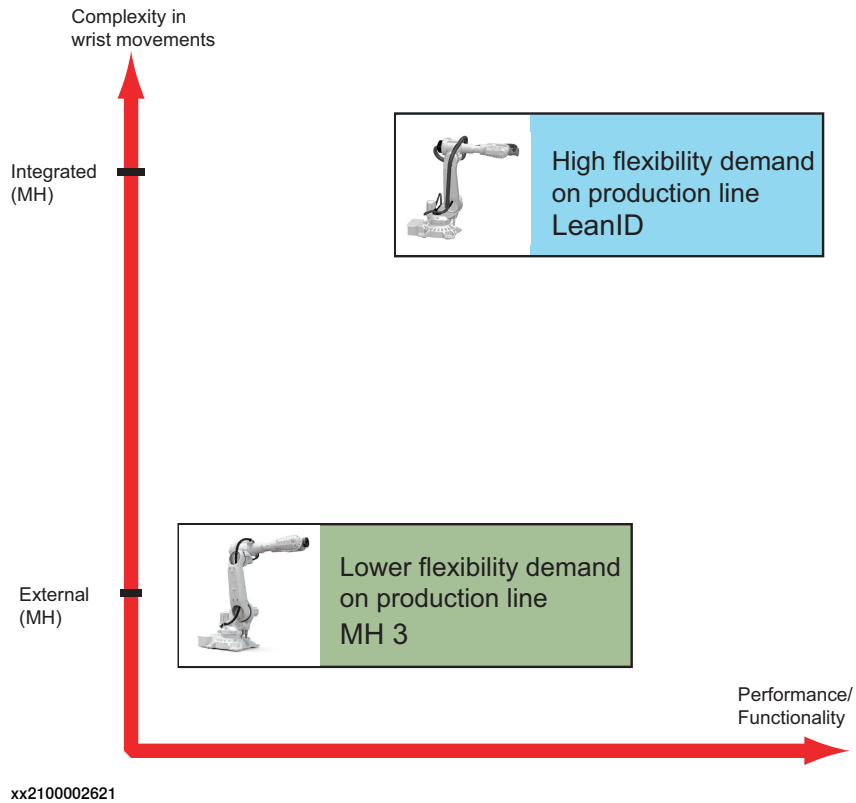 Complexity in
wrist movements
Integrated
(MH)
High flexibility demand
on production line
LeanID
External
(MH)
Lower flexibility demand
on production line
MH 3
Performance/
Functionality
xx2100002621